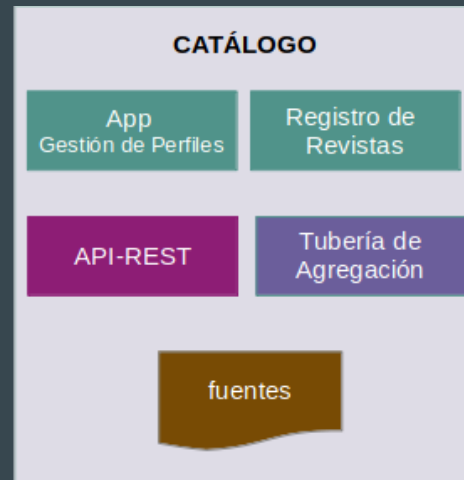 CATÁLOGO
App
Gestión de Perfiles
Registro de
Revistas
API-REST
Tubería de
Agregación
fuentes